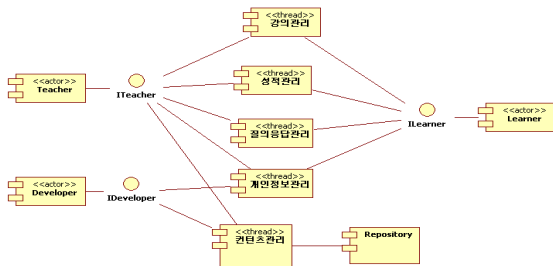 <<thread>>
강의관리
<<actor>>
Teacher
ITeacher
<<thread>>
성적관리
<<thread>>
질의응답관리
ILearner
<<actor>>
Learner
<<actor>>
Developer
IDeveloper
<<thread>>
개인정보관리
<<thread>>
컨텐츠관리
Repository